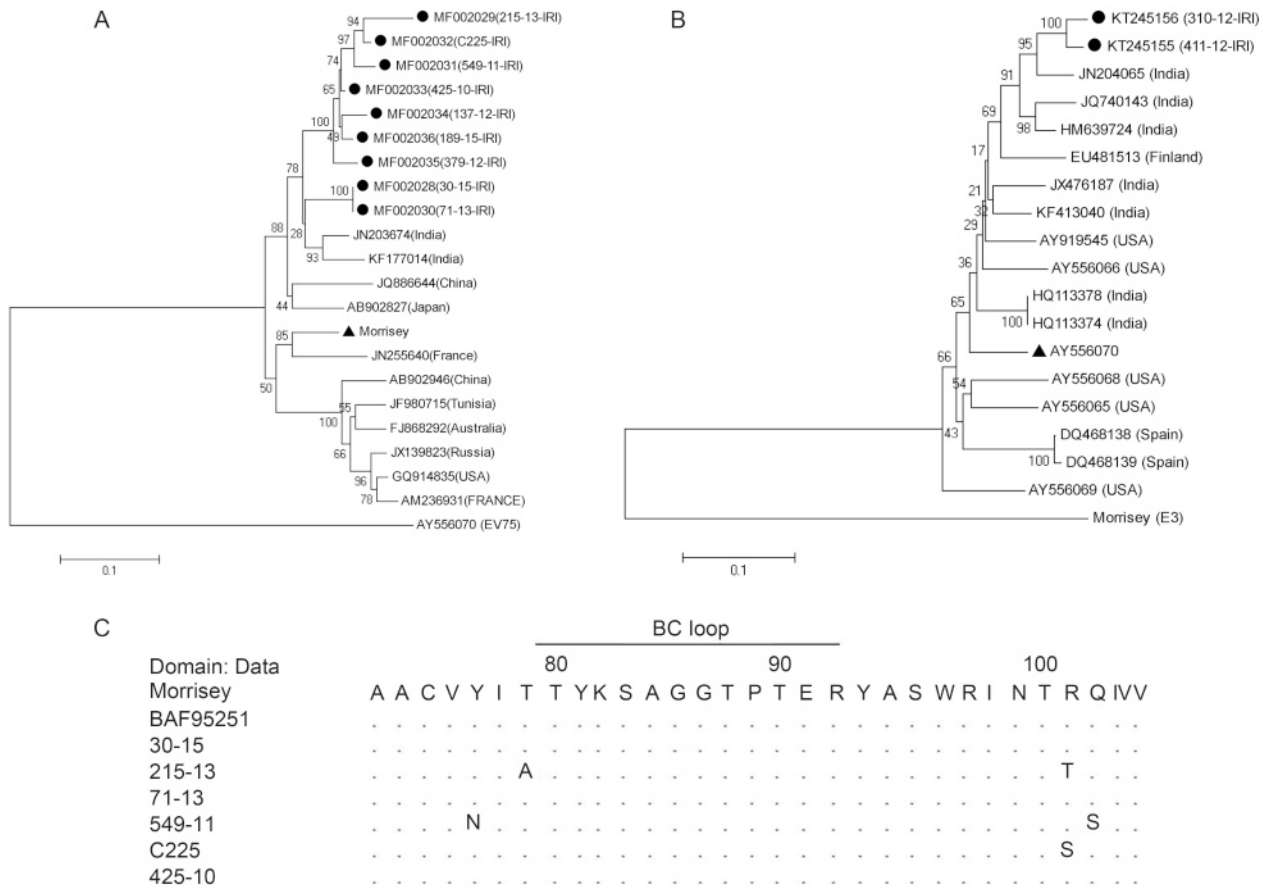 A
94
MF002029(215-13-IRI)
97
MF002032(C225-IRI)
74
MF002031(549-11-IRI)
65
MF002033(425-10-IRI)
100
MF002034(137-12-IRI)
49
MF002036(189-15-IRI)
MF002035(379-12-IRI)
78
MF002028(30-15-IRI)
100
MF002030(71-13-IRI)
88
28
JN203674(India)
93
KF177014(India)
JQ886644(China)
44
AB902827(Japan)
85
Morrisey
JN255640(France)
50
AB902946(China)
55
JF980715(Tunisia)
100
FJ868292(Australia)
66
JX139823(Russia)
96
GQ914835(USA)
78
AM236931(FRANCE)
AY556070 (EV75)
0.1
B
100
KT245156 (310-12-IRI)
95
KT245155 (411-12-IRI)
91
JN204065 (India)
JQ740143 (India)
69
98
HM639724 (India)
17
EU481513 (Finland)
21
JX476187 (India)
32
KF413040 (India)
29
AY919545 (USA)
36
AY556066 (USA)
65
HQ113378 (India)
100
HQ113374 (India)
66
AY556070
54
AY556068 (USA)
43
AY556065 (USA)
DQ468138 (Spain)
100
DQ468139 (Spain)
AY556069 (USA)
Morrisey (E3)
0.1
C
BC loop
Domain: Data 80 90 100
Morrisey A A C V Y I T T Y K S A G G T P T E R Y A S W R I N T R Q I V V
BAF95251 . . . . . . . . . . . . . . . . . . . . . . . . . . . . . . . .
30-15 . . . . . . . . . . . . . . . . . . . . . . . . . . . . . . . .
215-13 . . . . . . A . . . . . . . . . . . . . . . . . . . . T . . . .
71-13 . . . . . . . . . . . . . . . . . . . . . . . . . . . . . . . .
549-11 . . . . N . . . . . . . . . . . . . . . . . . . . . . . S . . .
C225 . . . . . . . . . . . . . . . . . . . . . . . . . . . S . . . .
425-10 . . . . . . . . . . . . . . . . . . . . . . . . . . . . . . . .